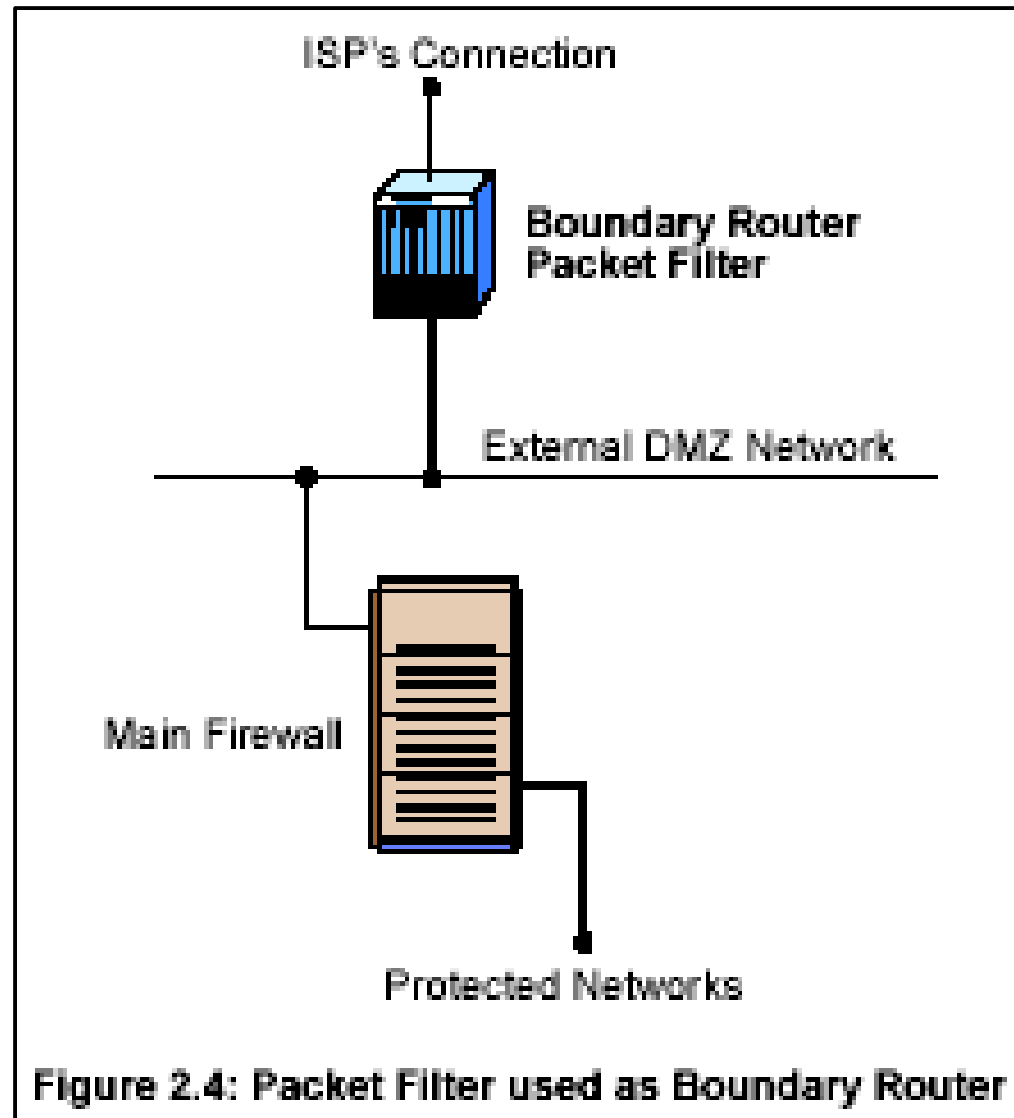 ISP's Connection
Boundary Router
Packet Filter
External DMZ Network
Main Firewall
Protected Networks
Figure 2.4: Packet Filter used as Boundary Router